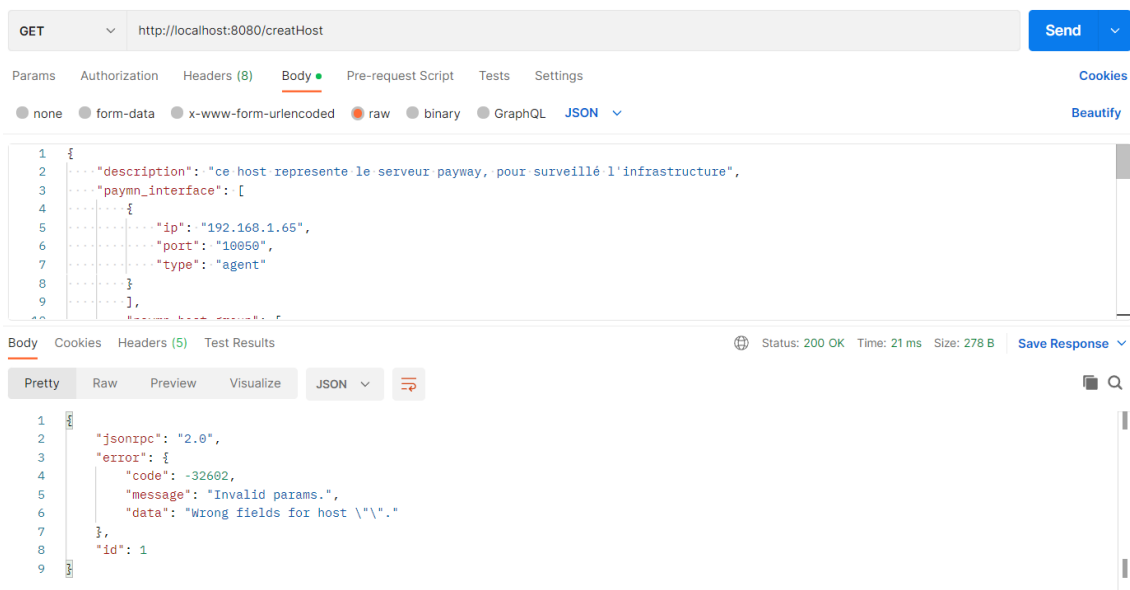 GET http://localhost:8080/creatHost Send
Params Authorization Headers (8) Body Pre-request Script Tests Settings Cookies
none form-data x-www-form-urlencoded raw binary GraphQL JSON Beautify
1 {
2 "description": "ce host represente le serveur payway, pour surveillé l'infrastructure",
3 "paymn_interface": [
4 {
5 "ip": "192.168.1.65",
6 "port": "10050",
7 "type": "agent"
8 }
9 ],
Body Cookies Headers (5) Test Results Status: 200 OK Time: 21 ms Size: 278 B Save Response
Pretty Raw Preview Visualize JSON
1 {
2 "jsonrpc": "2.0",
3 "error": {
4 "code": -32602,
5 "message": "Invalid params.",
6 "data": "Wrong fields for host \"\"."
7 },
8 "id": 1
9 }